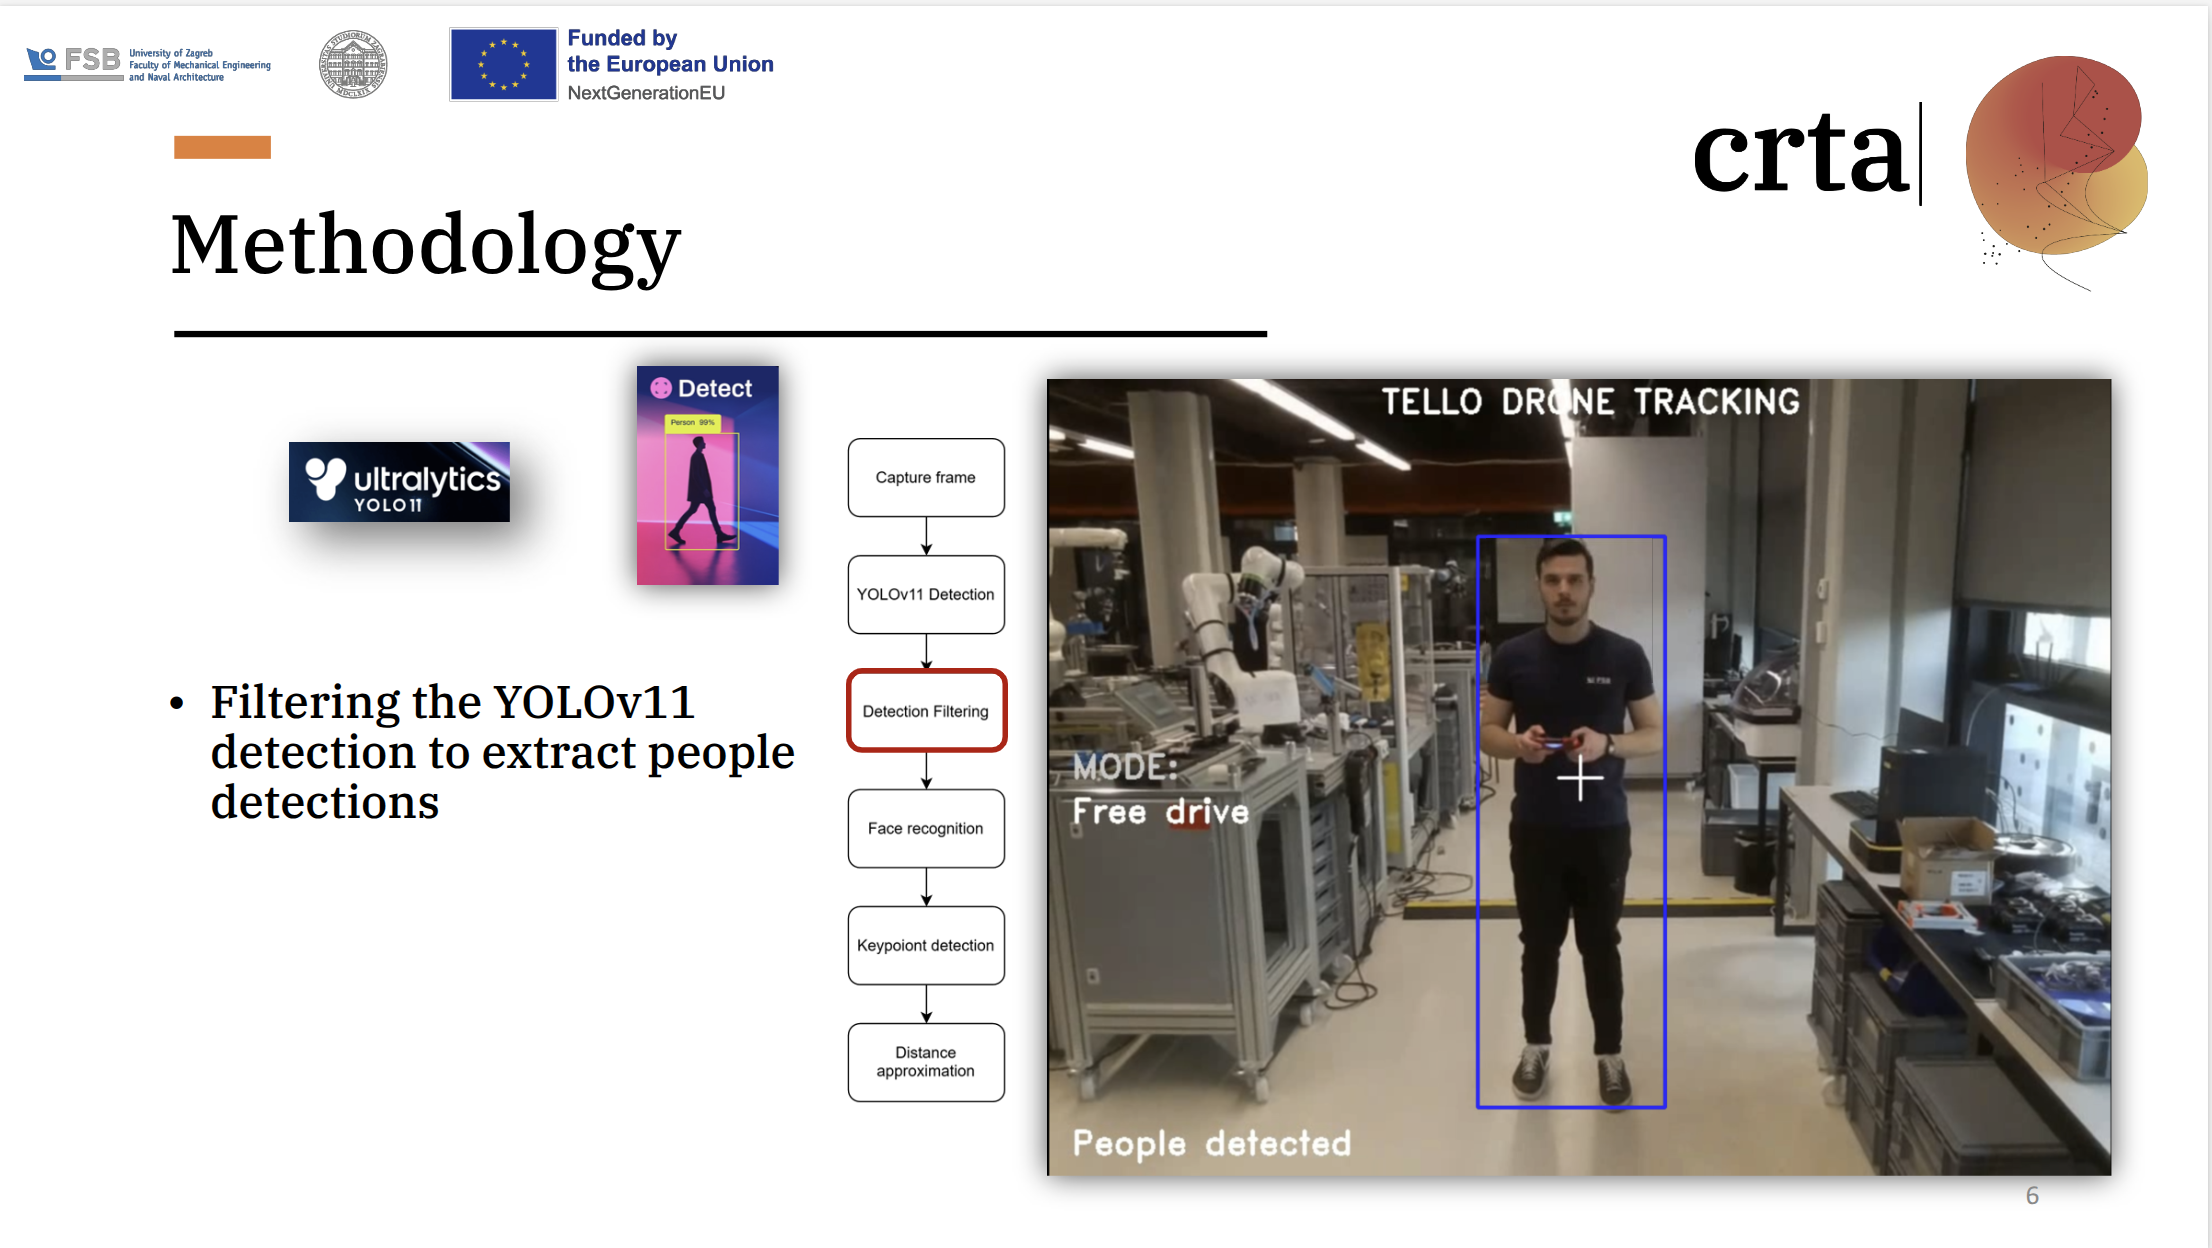 FSB
University of Zagreb
Faculty of Mechanical Engineering
and Naval Architecture
Funded by
the European Union
NextGenerationEU
crta
Methodology
ultralytics
YOLO11
Detect
Person 99%
Filtering the YOLOv11
detection to extract people
detections
Capture frame
YOLOv11 Detection
Detection Filtering
Face recognition
Keypoiont detection
Distance
approximation
TELLO DRONE TRACKING
MODE:
Free drive
People detected
6